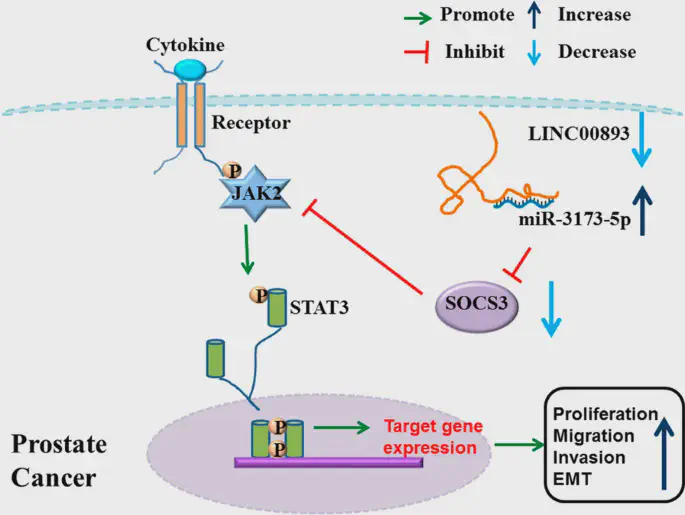 Promote
Increase
Inhibit
Decrease
Cytokine
Receptor
LINC00893
P
JAK2
miR-3173-5p
P
STAT3
SOCS3
P
P
Target gene
expression
Proliferation
Migration
Invasion
EMT
Prostate
Cancer